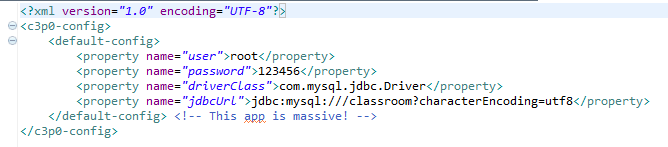 <?xml version="1.0" encoding="UTF-8"?>
<c3p0-config>
<default-config>
<property name="user">root</property>
<property name="password">123456</property>
<property name="driverClass">com.mysql.jdbc.Driver</property>
<property name="jdbcUrl">jdbc:mysql:///classroom?characterEncoding=utf8</property>
</default-config> <!-- This app is massive! -->
</c3p0-config>